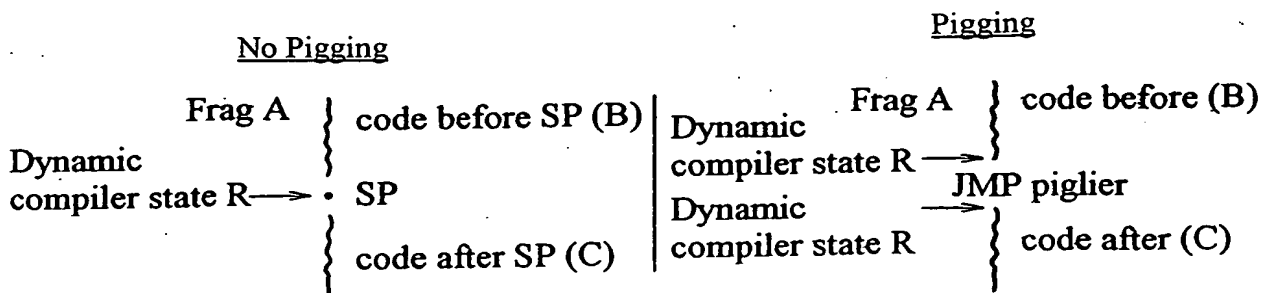 No Pigging
Frag A
code before SP (B)
Dynamic
compiler state R
SP
code after SP (C)
Pigging
Frag A
code before (B)
Dynamic
compiler state R
JMP piglier
Dynamic
compiler state R
code after (C)